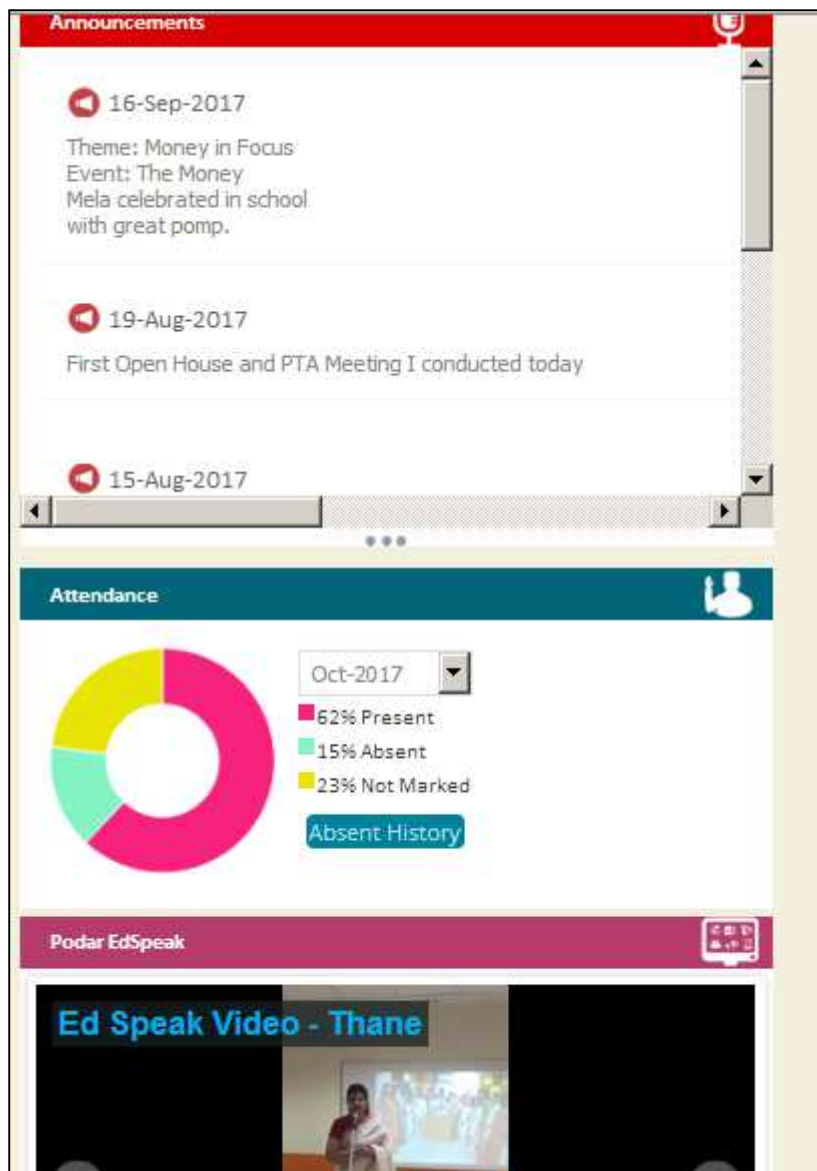 Announcements
16-Sep-2017
Theme: Money in Focus
Event: The Money
Mela celebrated in school
with great pomp.
19-Aug-2017
First Open House and PTA Meeting I conducted today
15-Aug-2017
Attendance
Oct-2017
62% Present
15% Absent
23% Not Marked
Absent History
Podar EdSpeak
Ed Speak Video - Thane